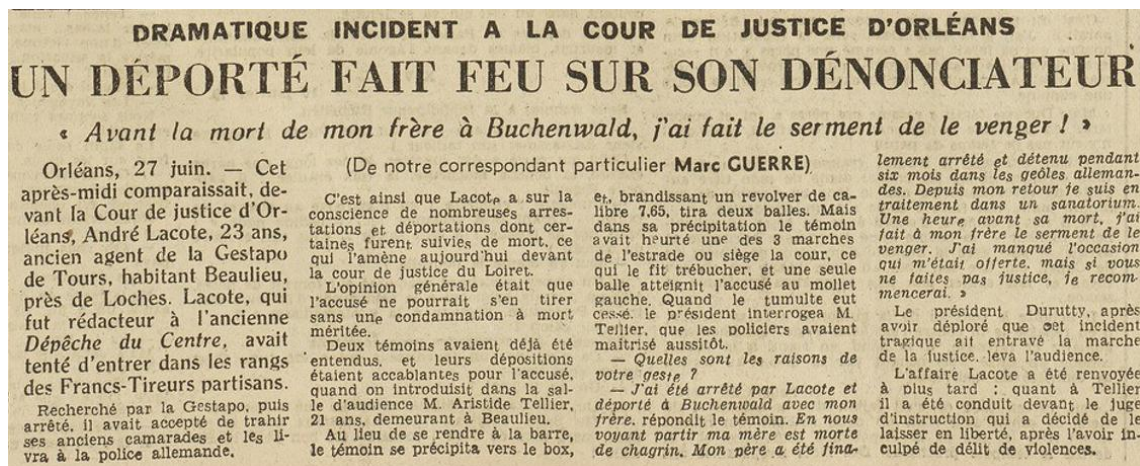 DRAMATIQUE INCIDENT A LA COUR DE JUSTICE D'ORLÉANS
UN DÉPORTÉ FAIT FEU SUR SON DÉNONCIATEUR
« Avant la mort de mon frère à Buchenwald, j'ai fait le serment de le venger ! »
(De notre correspondant particulier Marc GUERRE)
Orléans, 27 juin. — Cet
après-midi comparaissait, de-
vant la Cour de justice d'Or-
léans, André Lacote, 23 ans,
ancien agent de la Gestapo
de Tours, habitant Beaulieu,
près de Loches. Lacote, qui
fut rédacteur à l'ancienne
Dépêche du Centre, avait
tenté d'entrer dans les rangs
des Francs-Tireurs partisans.
Recherché par la Gestapo, puis
arrêté, il avait accepté de trahir
ses anciens camarades et les li-
vra à la police allemande.
C'est ainsi que Lacote a sur la
conscience de nombreuses arres-
tations et déportations dont cer-
taines furent suivies de mort, ce
qui l'amène aujourd'hui devant
la cour de justice du Loiret.
L'opinion générale était que
l'accusé ne pourrait s'en tirer
sans une condamnation à mort
méritée.
Deux témoins avaient déjà été
entendus, et leurs dépositions
étaient accablantes pour l'accusé,
quand on introduisit dans la sal-
le d'audience M. Aristide Tellier,
21 ans, demeurant à Beaulieu.
Au lieu de se rendre à la barre,
le témoin se précipita vers le box,
et, brandissant un revolver de ca-
libre 7,65, tira deux balles. Mais
dans sa précipitation le témoin
avait heurté une des 3 marches
de l'estrade ou siège la cour, ce
qui le fit trébucher, et une seule
balle atteignit l'accusé au mollet
gauche. Quand le tumulte eut
cessé, le président interrogea M.
Tellier, que les policiers avaient
maitrisé aussitôt.
— Quelles sont les raisons de
votre geste ?
— J'ai été arrêté par Lacote et
déporté à Buchenwald avec mon
frère, répondit le témoin. En nous
voyant partir ma mère est morte
de chagrin. Mon père a été fina-
lement arrêté et détenu pendant
six mois dans les geôles alleman-
des. Depuis mon retour je suis en
traitement dans un sanatorium.
Une heure avant sa mort, j'ai
fait à mon frère le serment de le
venger. J'ai manqué l'occasion
qui m'était offerte, mais si vous
ne faites pas justice, je recom-
mencerai. »
Le président Durutty, après
avoir déploré que cet incident
tragique ait entravé la marche
de la justice, leva l'audience.
L'affaire Lacote a été renvoyée
à plus tard ; quant à Tellier
il a été conduit devant le juge
d'instruction qui a décidé de le
laisser en liberté, après l'avoir in-
culpé de délit de violences.